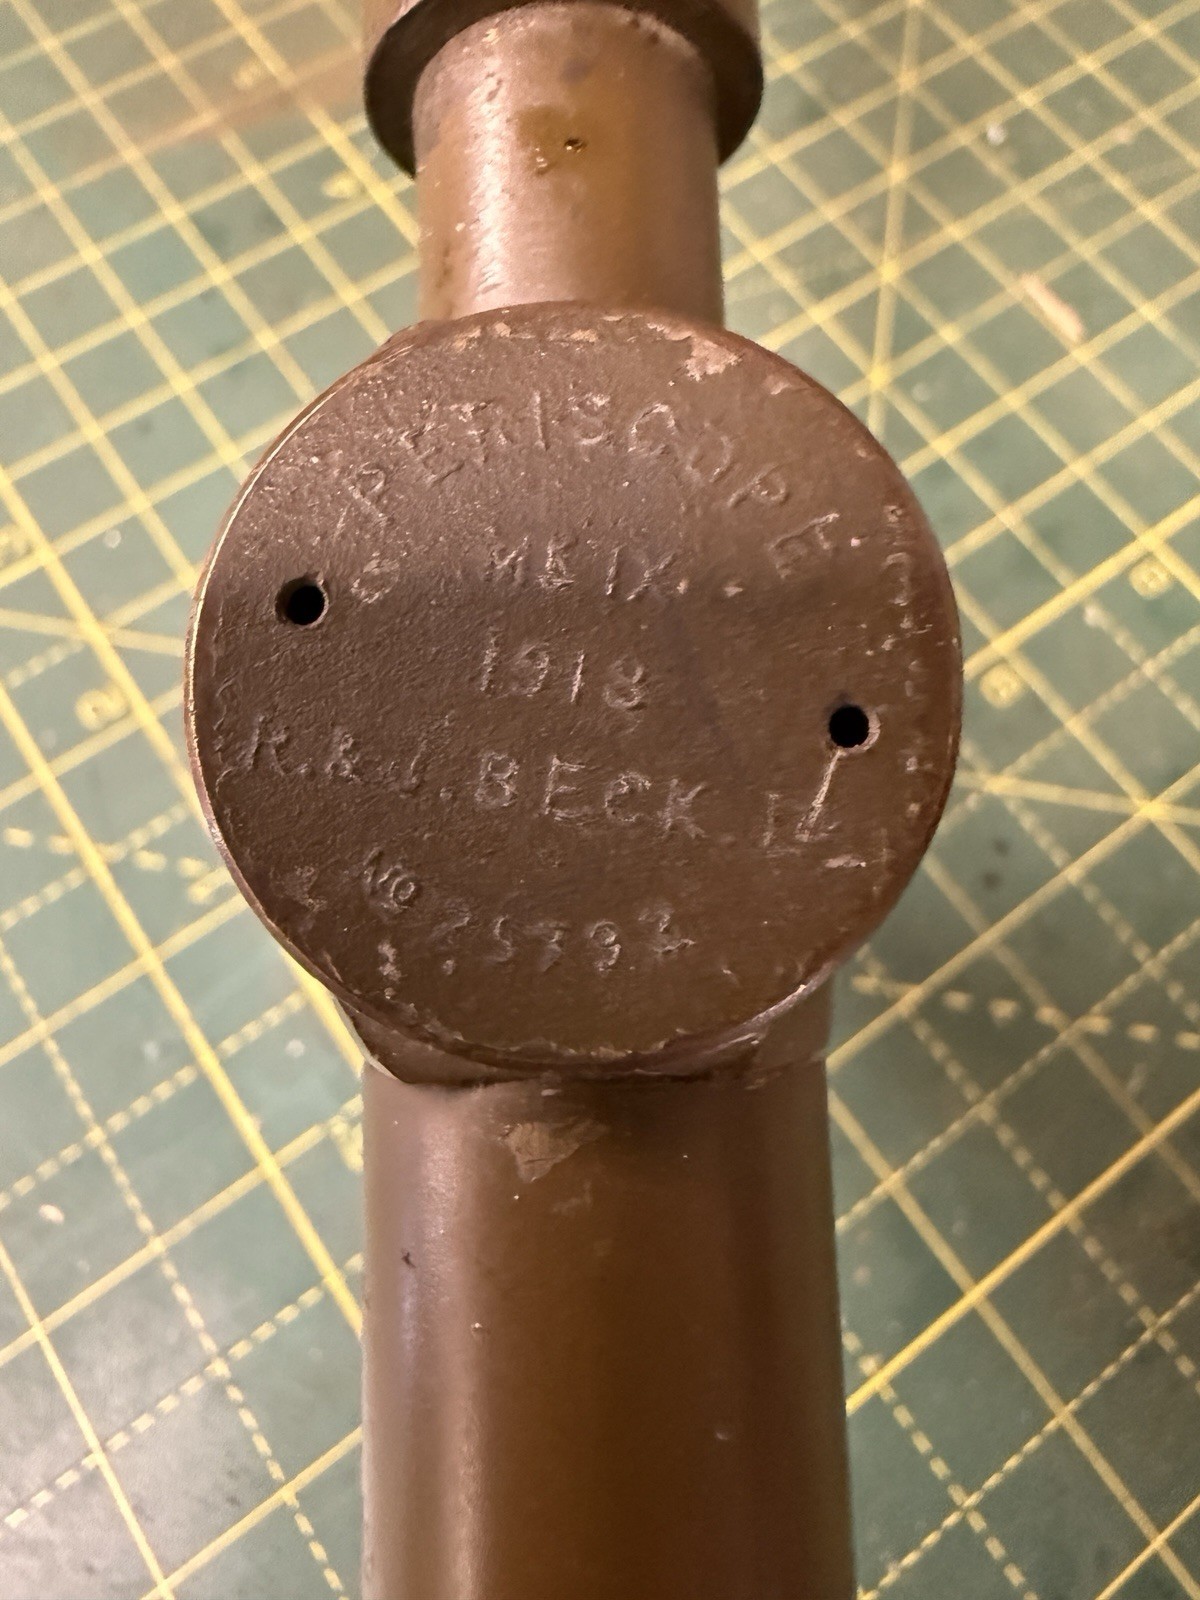 PERISCOPE.
MK IX.
1918
R. & J. BECK
No 25793